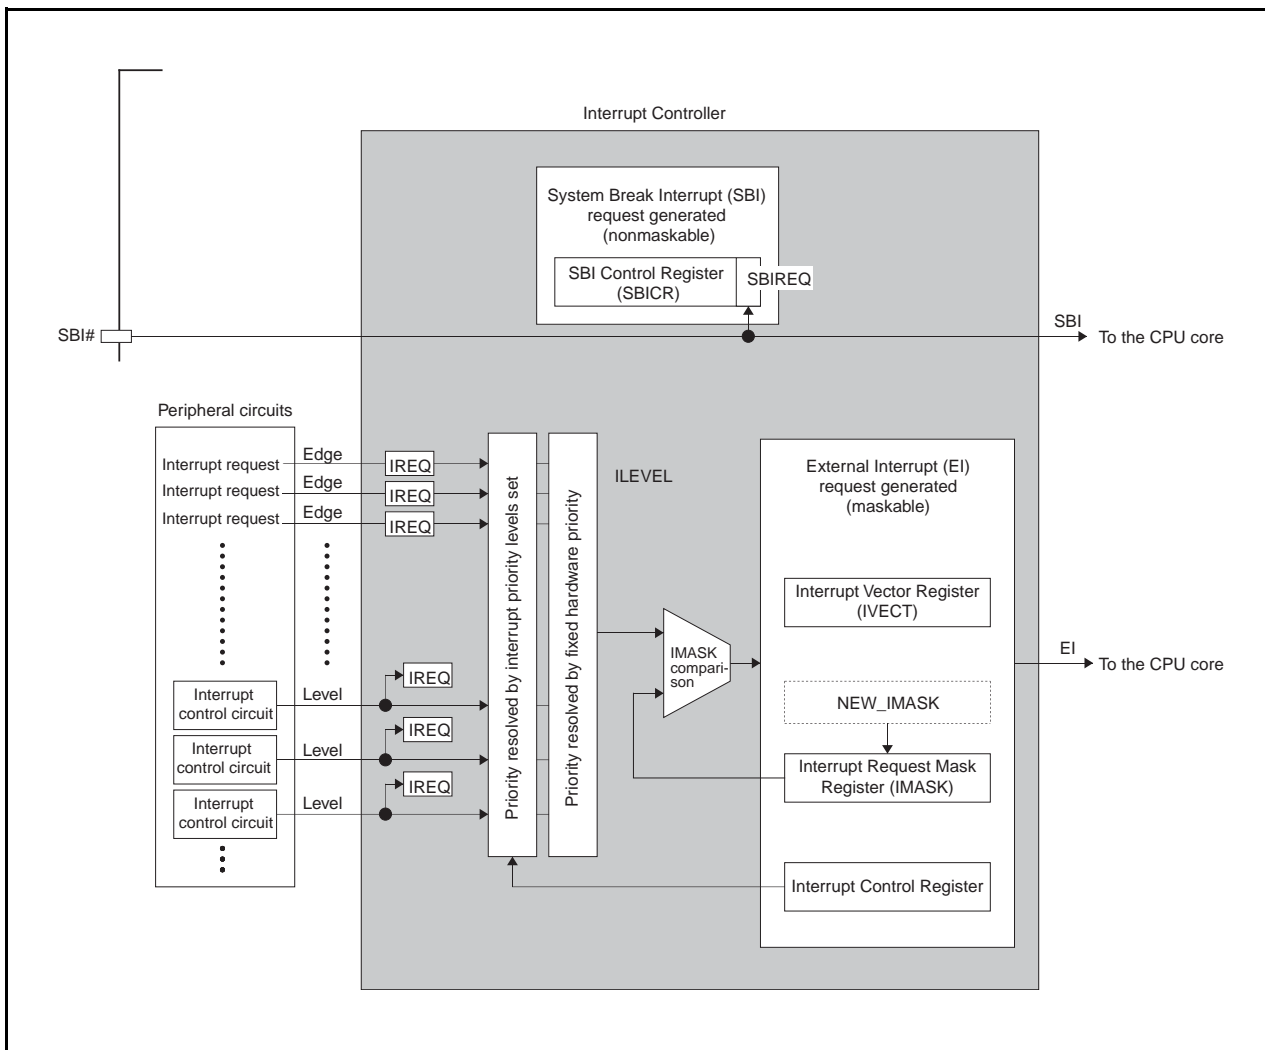 Interrupt Controller
System Break Interrupt (SBI)
request generated
(nonmaskable)
SBI Control Register
(SBICR)
SBIREQ
SBI#
SBI
To the CPU core
Peripheral circuits
Interrupt request
Edge
IREQ
Interrupt request
Edge
IREQ
Interrupt request
Edge
IREQ
Interrupt
control circuit
Level
IREQ
Interrupt
control circuit
Level
IREQ
Interrupt
control circuit
Level
IREQ
Priority resolved by interrupt priority levels set
Priority resolved by fixed hardware priority
ILEVEL
IMASK
compari-
son
External Interrupt (EI)
request generated
(maskable)
Interrupt Vector Register
(IVECT)
NEW_IMASK
Interrupt Request Mask
Register (IMASK)
Interrupt Control Register
EI
To the CPU core